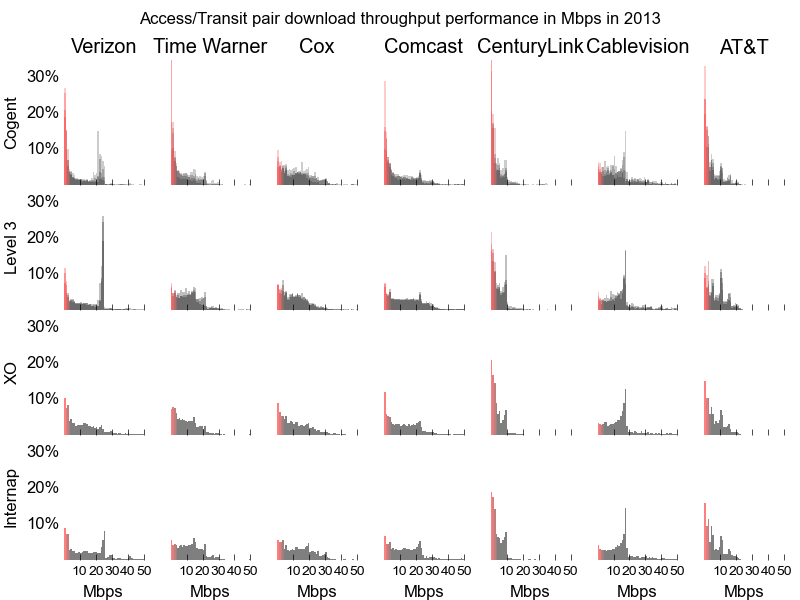 Access/Transit pair download throughput performance in Mbps in 2013
Verizon Time Warner Cox Comcast CenturyLink Cablevision AT&T
Cogent
30%
20%
10%
Level 3
30%
20%
10%
XO
30%
20%
10%
Internap
30%
20%
10%
10 20 30 40 50 10 20 30 40 50 10 20 30 40 50 10 20 30 40 50 10 20 30 40 50 10 20 30 40 50 10 20 30 40 50
Mbps Mbps Mbps Mbps Mbps Mbps Mbps